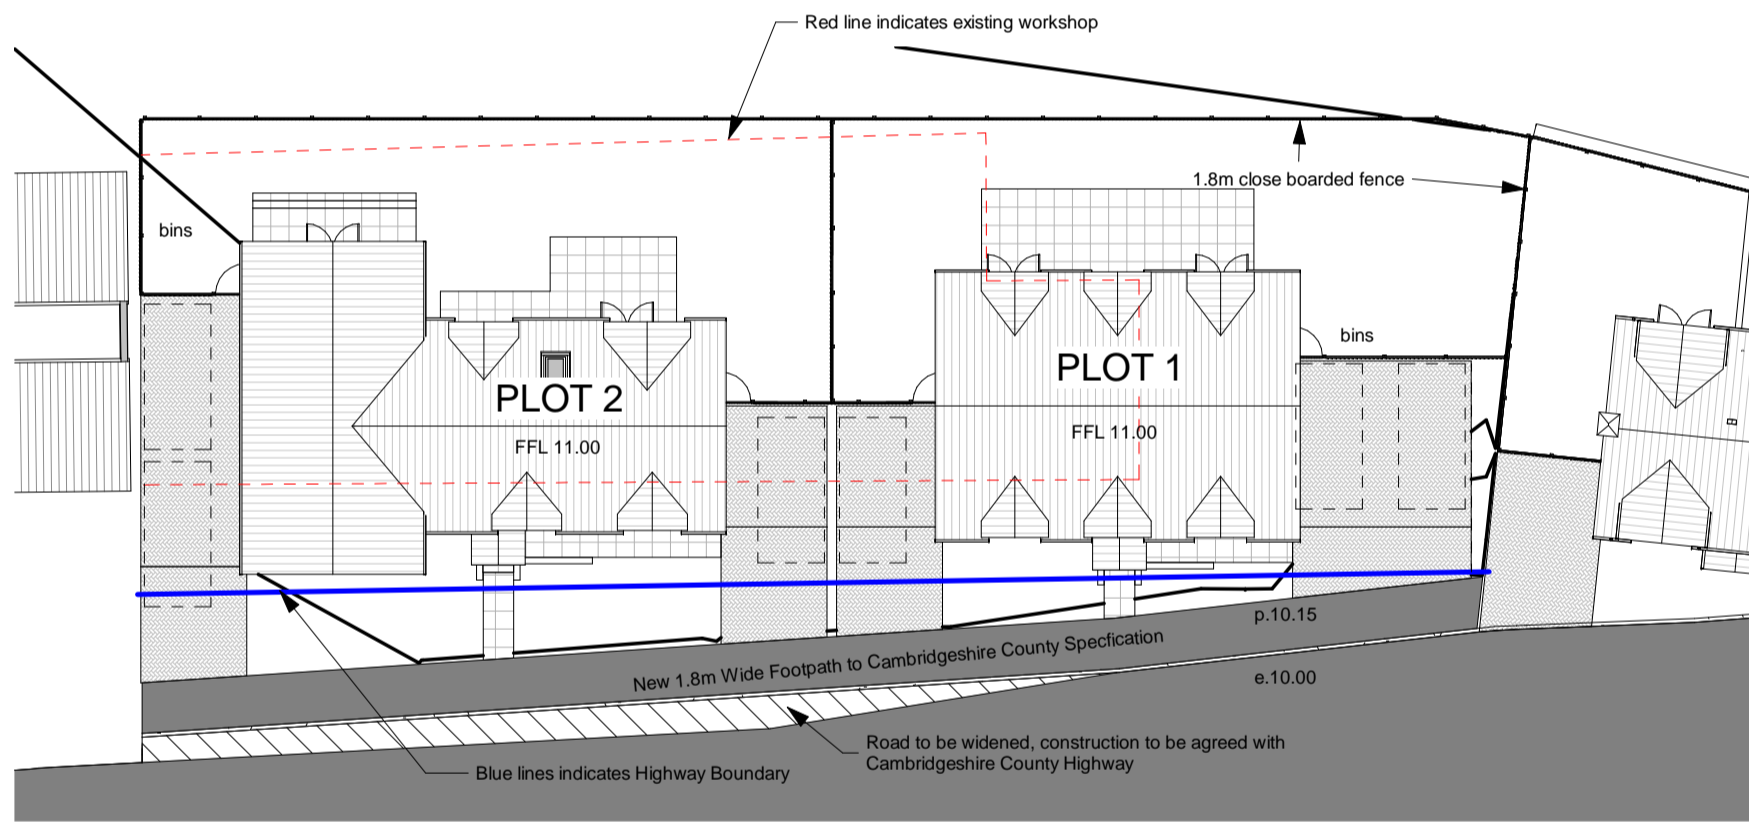 Red line indicates existing workshop
1.8m close boarded fence
bins
bins
PLOT 1
PLOT 2
FFL 11.00
FFL 11.00
p.10.15
New 1.8m Wide Footpath to Cambridgeshire County Specfication
e.10.00
Road to be widened, construction to be agreed with
Cambridgeshire County Highway
Blue lines indicates Highway Boundary